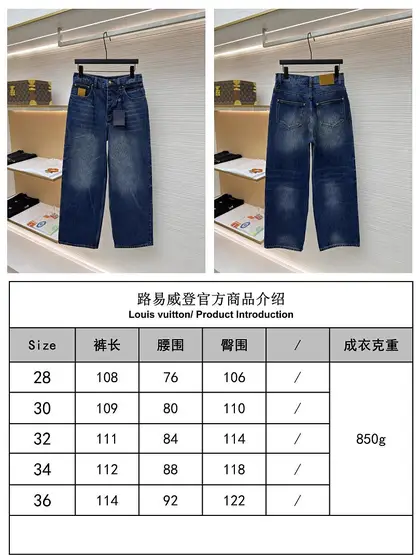 路易威登官方商品介绍
Louis vuitton/ Product Introduction
Size 裤长 腰围 臀围 / 成衣克重
28 108 76 106 /
30 109 80 110 /
32 111 84 114 / 850g
34 112 88 118 /
36 114 92 122 /